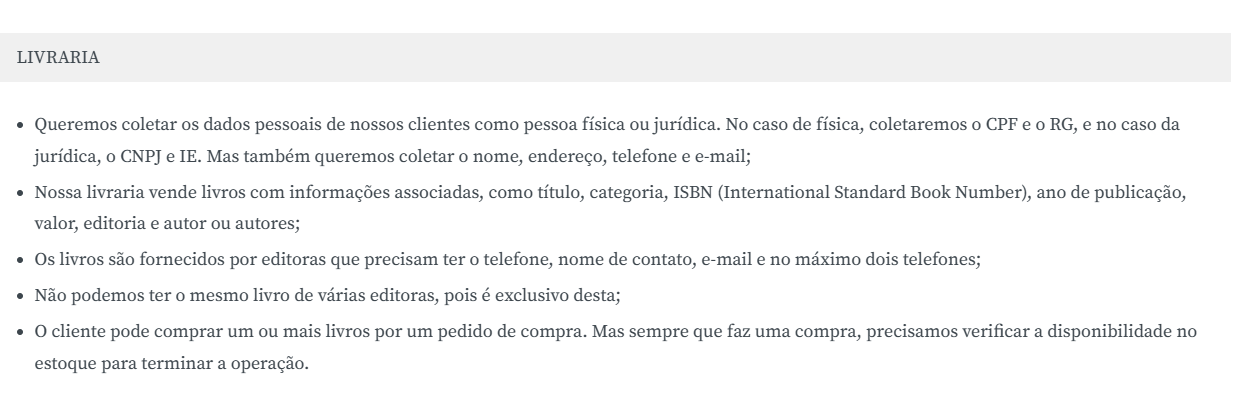 LIVRARIA
• Queremos coletar os dados pessoais de nossos clientes como pessoa física ou jurídica. No caso de física, coletaremos o CPF e o RG, e no caso da
jurídica, o CNPJ e IE. Mas também queremos coletar o nome, endereço, telefone e e-mail;
• Nossa livraria vende livros com informações associadas, como título, categoria, ISBN (International Standard Book Number), ano de publicação,
valor, editoria e autor ou autores;
• Os livros são fornecidos por editoras que precisam ter o telefone, nome de contato, e-mail e no máximo dois telefones;
• Não podemos ter o mesmo livro de várias editoras, pois é exclusivo desta;
• O cliente pode comprar um ou mais livros por um pedido de compra. Mas sempre que faz uma compra, precisamos verificar a disponibilidade no
estoque para terminar a operação.